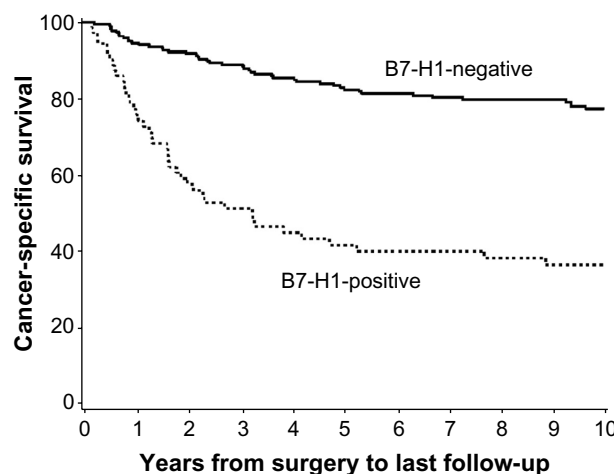 Cancer-specific survival
100
80
60
40
20
0
B7-H1-negative
B7-H1-positive
0 1 2 3 4 5 6 7 8 9 10
Years from surgery to last follow-up